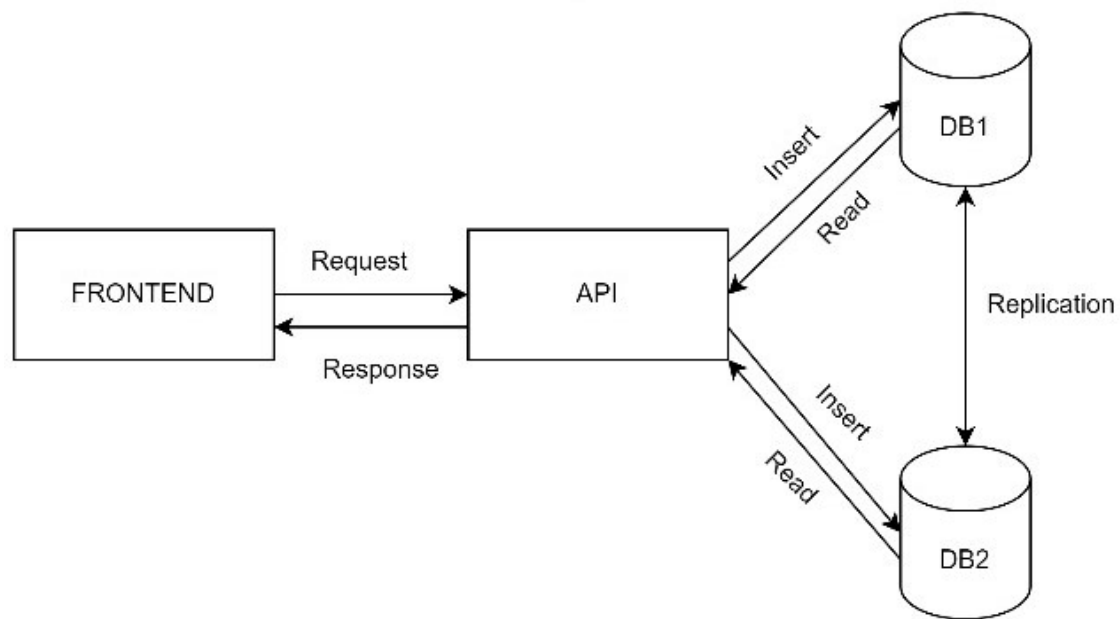 DB1
Insert
Read
FRONTEND
Request
API
Replication
Response
Insert
Read
DB2